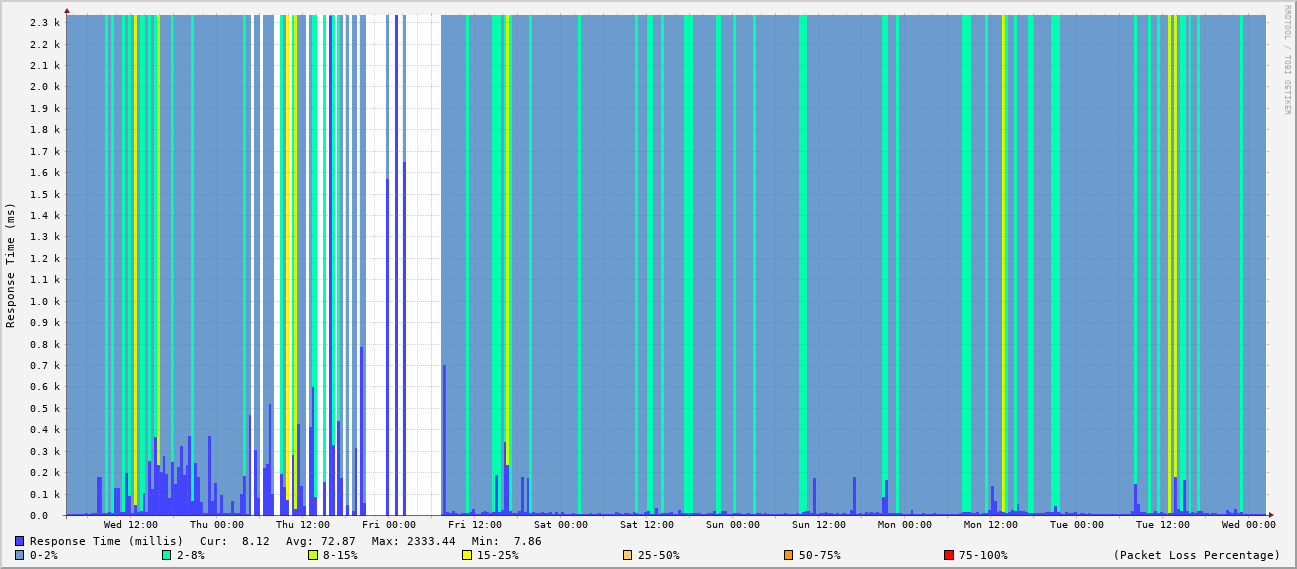 2.3 k
2.2 k
2.1 k
2.0 k
1.9 k
1.8 k
1.7 k
1.6 k
1.5 k
1.4 k
1.3 k
1.2 k
1.1 k
1.0 k
0.9 k
0.8 k
0.7 k
0.6 k
0.5 k
0.4 k
0.3 k
0.2 k
0.1 k
0.0
Response Time (ms)
RRDTOOL / TOBI OETIKER
Wed 12:00 Thu 00:00 Thu 12:00 Fri 00:00 Fri 12:00 Sat 00:00 Sat 12:00 Sun 00:00 Sun 12:00 Mon 00:00 Mon 12:00 Tue 00:00 Tue 12:00 Wed 00:00
Response Time (millis) Cur: 8.12 Avg: 72.87 Max: 2333.44 Min: 7.86
0-2% 2-8% 8-15% 15-25% 25-50% 50-75% 75-100% (Packet Loss Percentage)